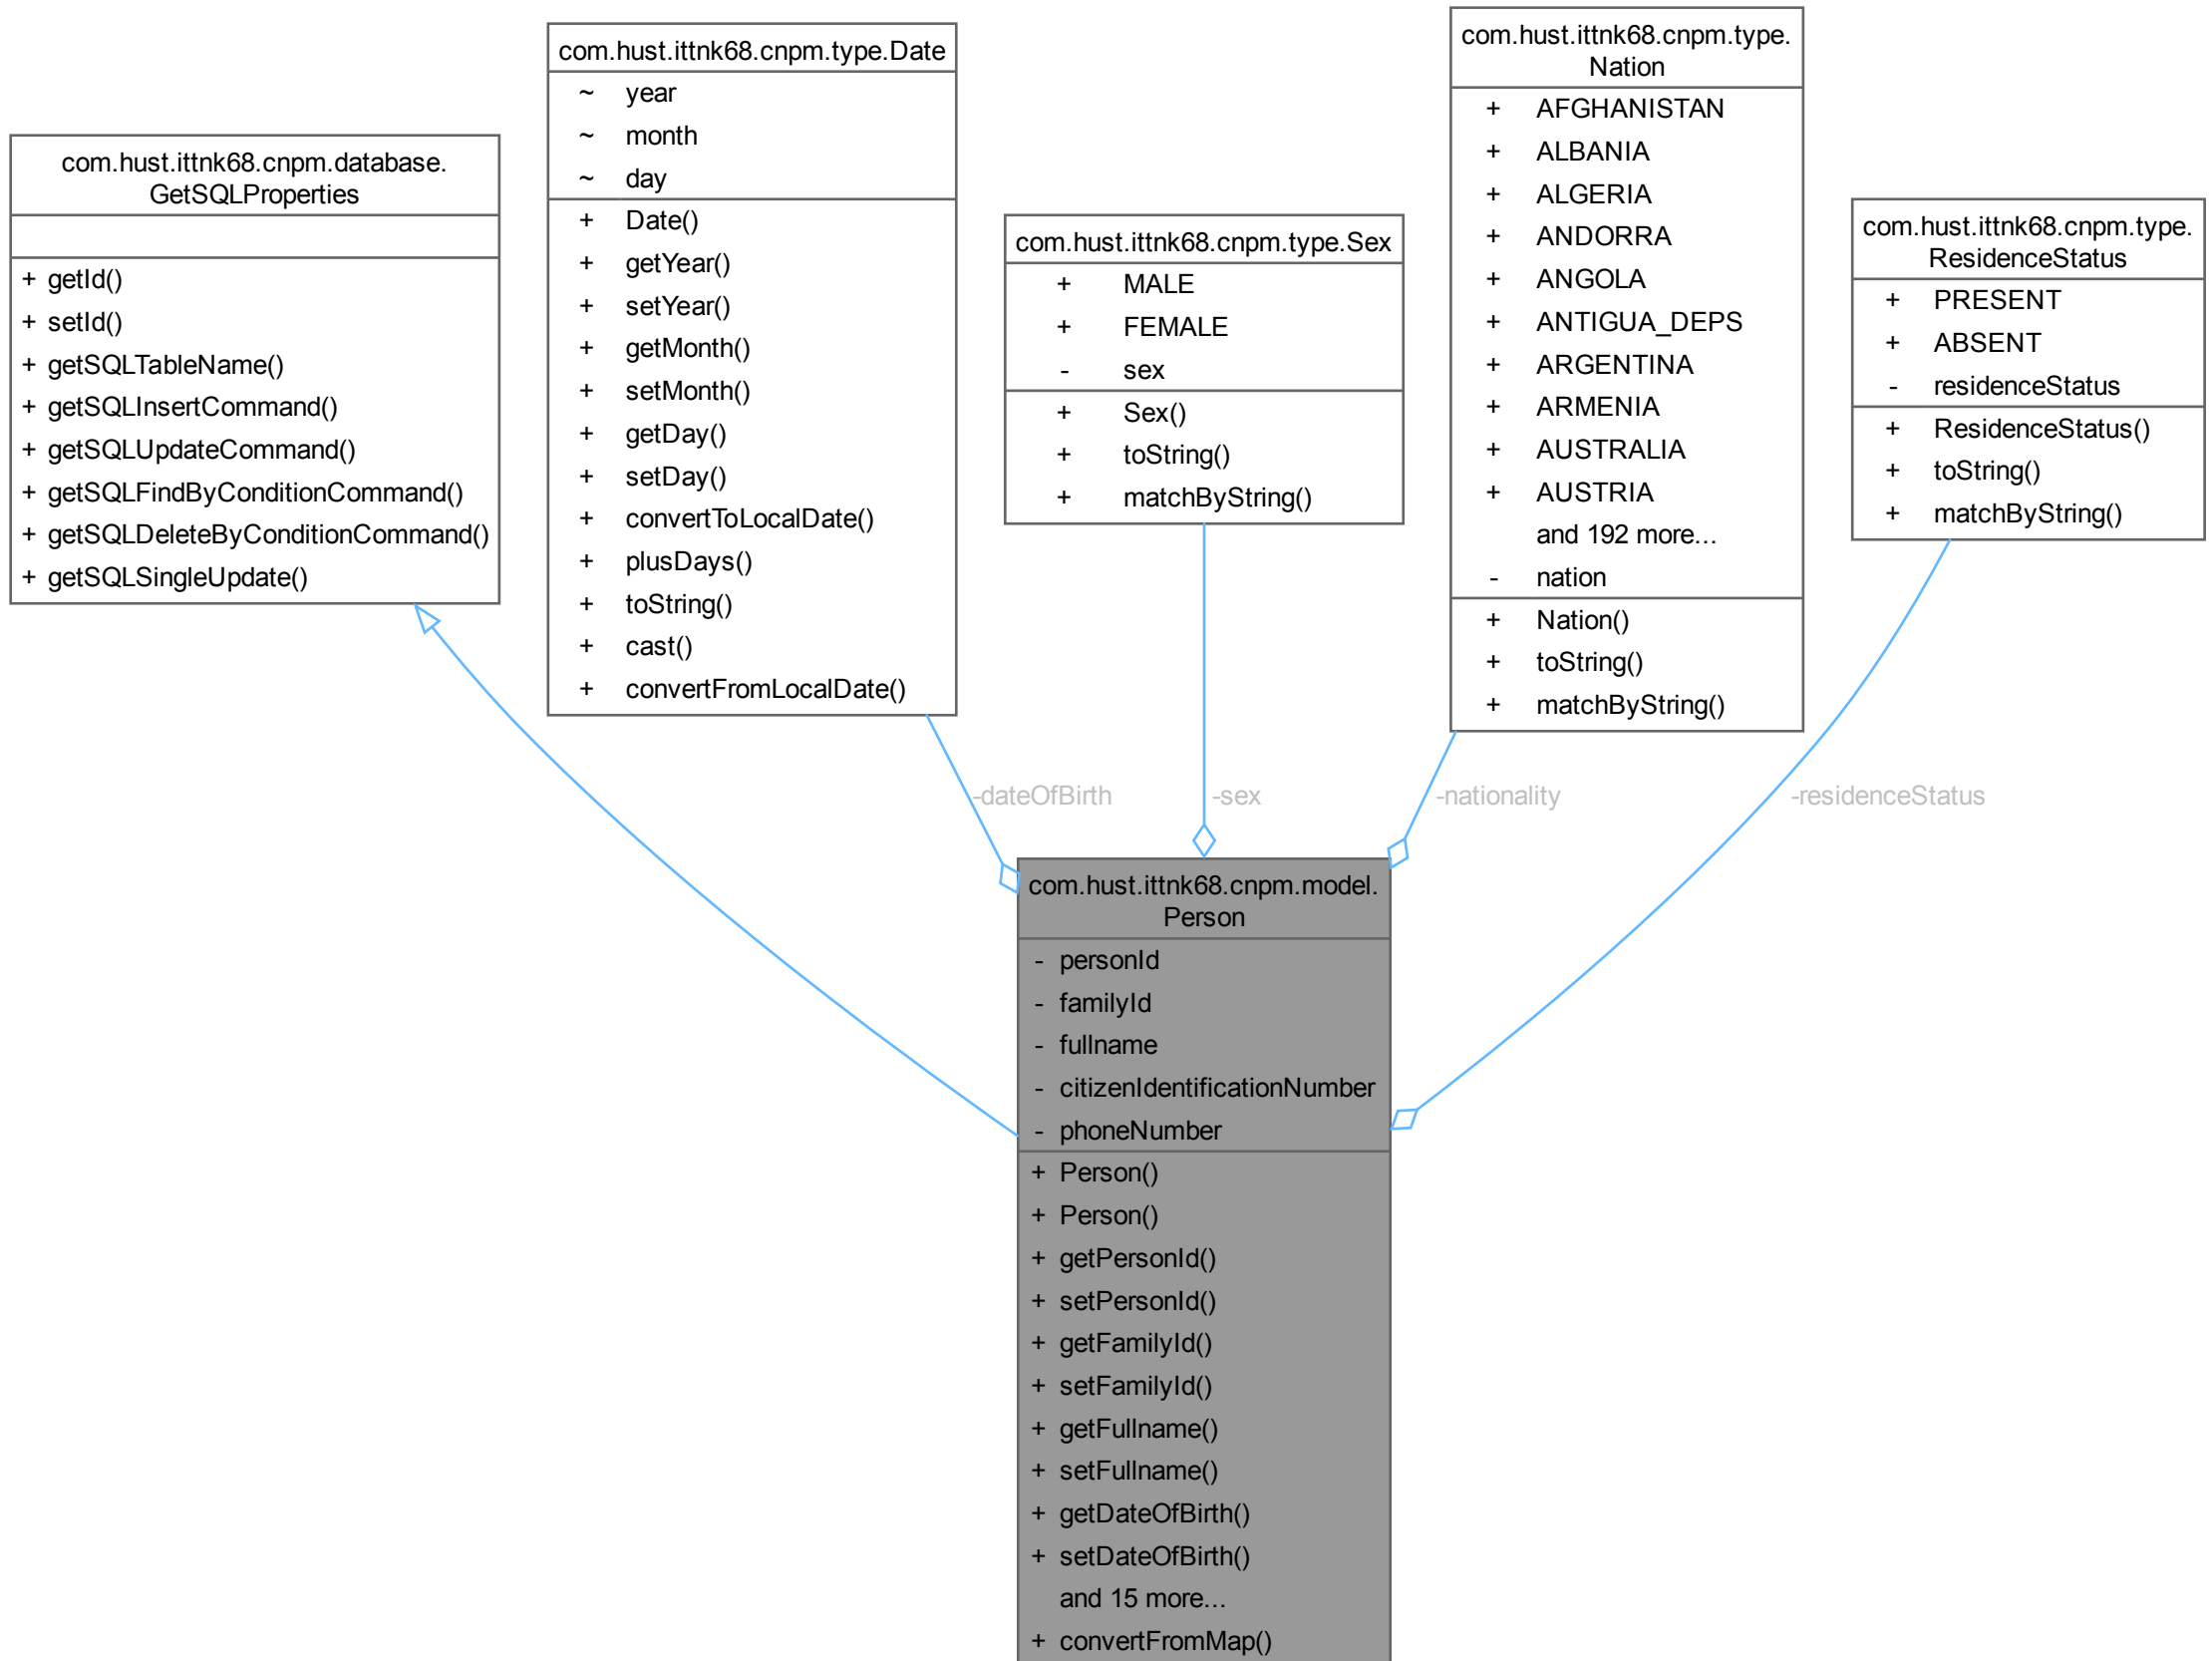 com.hust.ittnk68.cnpm.database.
GetSQLProperties
+ getId()
+ setId()
+ getSQLTableName()
+ getSQLInsertCommand()
+ getSQLUpdateCommand()
+ getSQLFindByConditionCommand()
+ getSQLDeleteByConditionCommand()
+ getSQLSingleUpdate()
com.hust.ittnk68.cnpm.type.Date
~ year
~ month
~ day
+ Date()
+ getYear()
+ setYear()
+ getMonth()
+ setMonth()
+ getDay()
+ setDay()
+ convertToLocalDate()
+ plusDays()
+ toString()
+ cast()
+ convertFromLocalDate()
com.hust.ittnk68.cnpm.type.Sex
+ MALE
+ FEMALE
- sex
+ Sex()
+ toString()
+ matchByString()
com.hust.ittnk68.cnpm.type.
Nation
+ AFGHANISTAN
+ ALBANIA
+ ALGERIA
+ ANDORRA
+ ANGOLA
+ ANTIGUA_DEPS
+ ARGENTINA
+ ARMENIA
+ AUSTRALIA
+ AUSTRIA
and 192 more...
- nation
+ Nation()
+ toString()
+ matchByString()
com.hust.ittnk68.cnpm.type.
ResidenceStatus
+ PRESENT
+ ABSENT
- residenceStatus
+ ResidenceStatus()
+ toString()
+ matchByString()
-dateOfBirth
-sex
-nationality
-residenceStatus
com.hust.ittnk68.cnpm.model.
Person
- personId
- familyId
- fullname
- citizenIdentificationNumber
- phoneNumber
+ Person()
+ Person()
+ getPersonId()
+ setPersonId()
+ getFamilyId()
+ setFamilyId()
+ getFullname()
+ setFullname()
+ getDateOfBirth()
+ setDateOfBirth()
and 15 more...
+ convertFromMap()